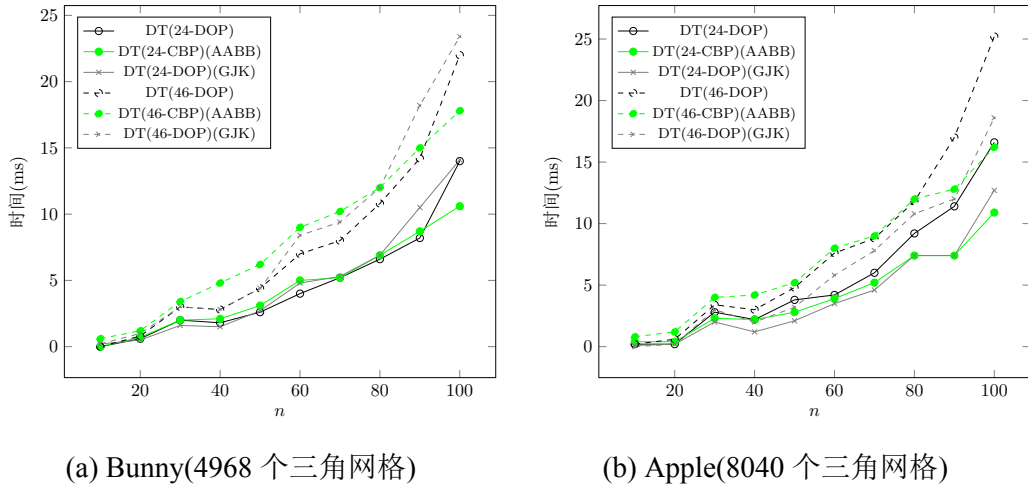 25
20
15
10
5
0
时间(ms)
DT(24-DOP)
DT(24-CBP)(AABB)
DT(24-DOP)(GJK)
DT(46-DOP)
DT(46-CBP)(AABB)
DT(46-DOP)(GJK)
20 40 60 80 100
n
(a) Bunny(4968 个三角网格)
25
20
15
10
5
0
时间(ms)
DT(24-DOP)
DT(24-CBP)(AABB)
DT(24-DOP)(GJK)
DT(46-DOP)
DT(46-CBP)(AABB)
DT(46-DOP)(GJK)
20 40 60 80 100
n
(b) Apple(8040 个三角网格)